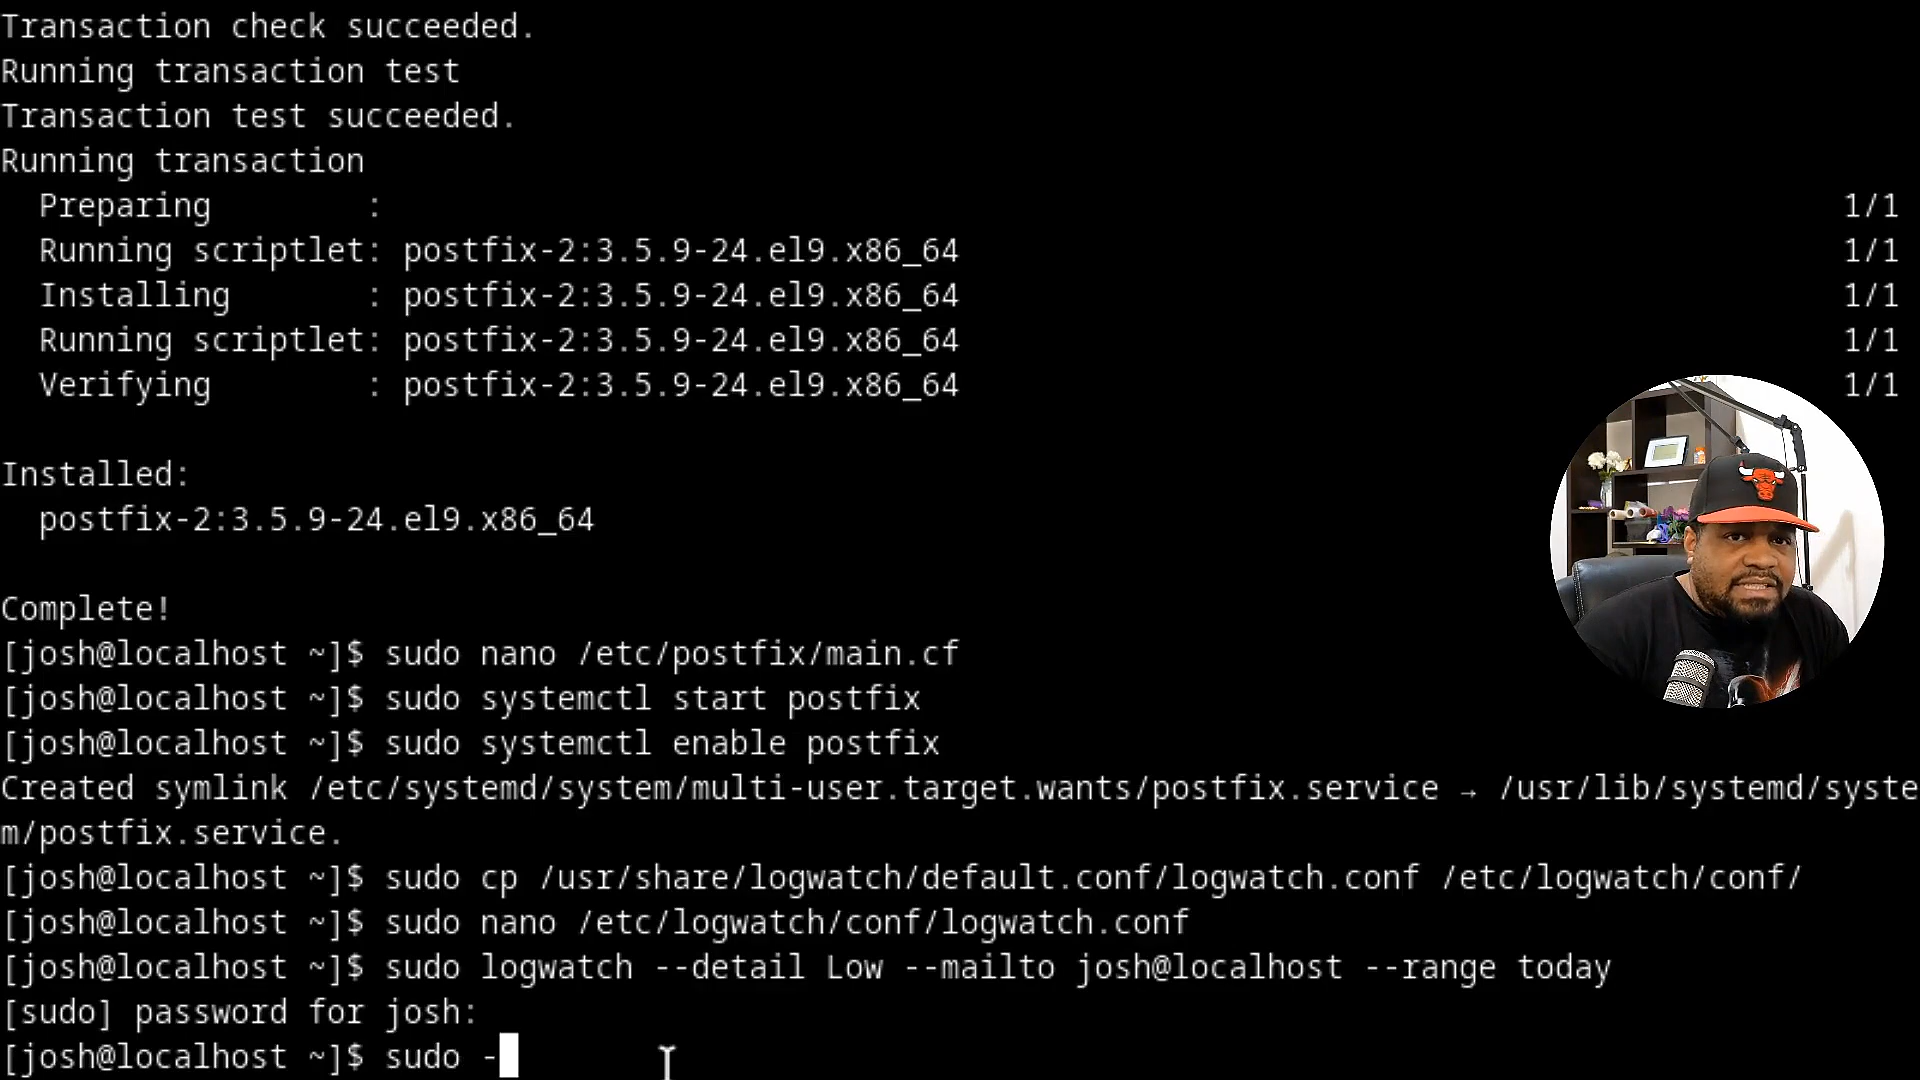 Transaction check succeeded.
Running transaction test
Transaction test succeeded.
Running transaction
  Preparing        :                                                                            1/1
  Running scriptlet: postfix-2:3.5.9-24.el9.x86_64                                              1/1
  Installing       : postfix-2:3.5.9-24.el9.x86_64                                              1/1
  Running scriptlet: postfix-2:3.5.9-24.el9.x86_64                                              1/1
  Verifying        : postfix-2:3.5.9-24.el9.x86_64                                              1/1
Installed:
  postfix-2:3.5.9-24.el9.x86_64
Complete!
[josh@localhost ~]$ sudo nano /etc/postfix/main.cf
[josh@localhost ~]$ sudo systemctl start postfix
[josh@localhost ~]$ sudo systemctl enable postfix
Created symlink /etc/systemd/system/multi-user.target.wants/postfix.service → /usr/lib/systemd/syste
m/postfix.service.
[josh@localhost ~]$ sudo cp /usr/share/logwatch/default.conf/logwatch.conf /etc/logwatch/conf/
[josh@localhost ~]$ sudo nano /etc/logwatch/conf/logwatch.conf
[josh@localhost ~]$ sudo logwatch --detail Low --mailto josh@localhost --range today
[sudo] password for josh:
[josh@localhost ~]$ sudo -